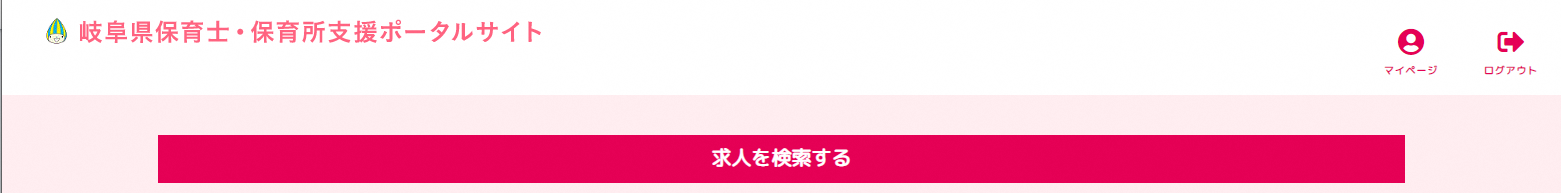 岐阜県保育士・保育所支援ポータルサイト
マイページ
ログアウト
求人を検索する